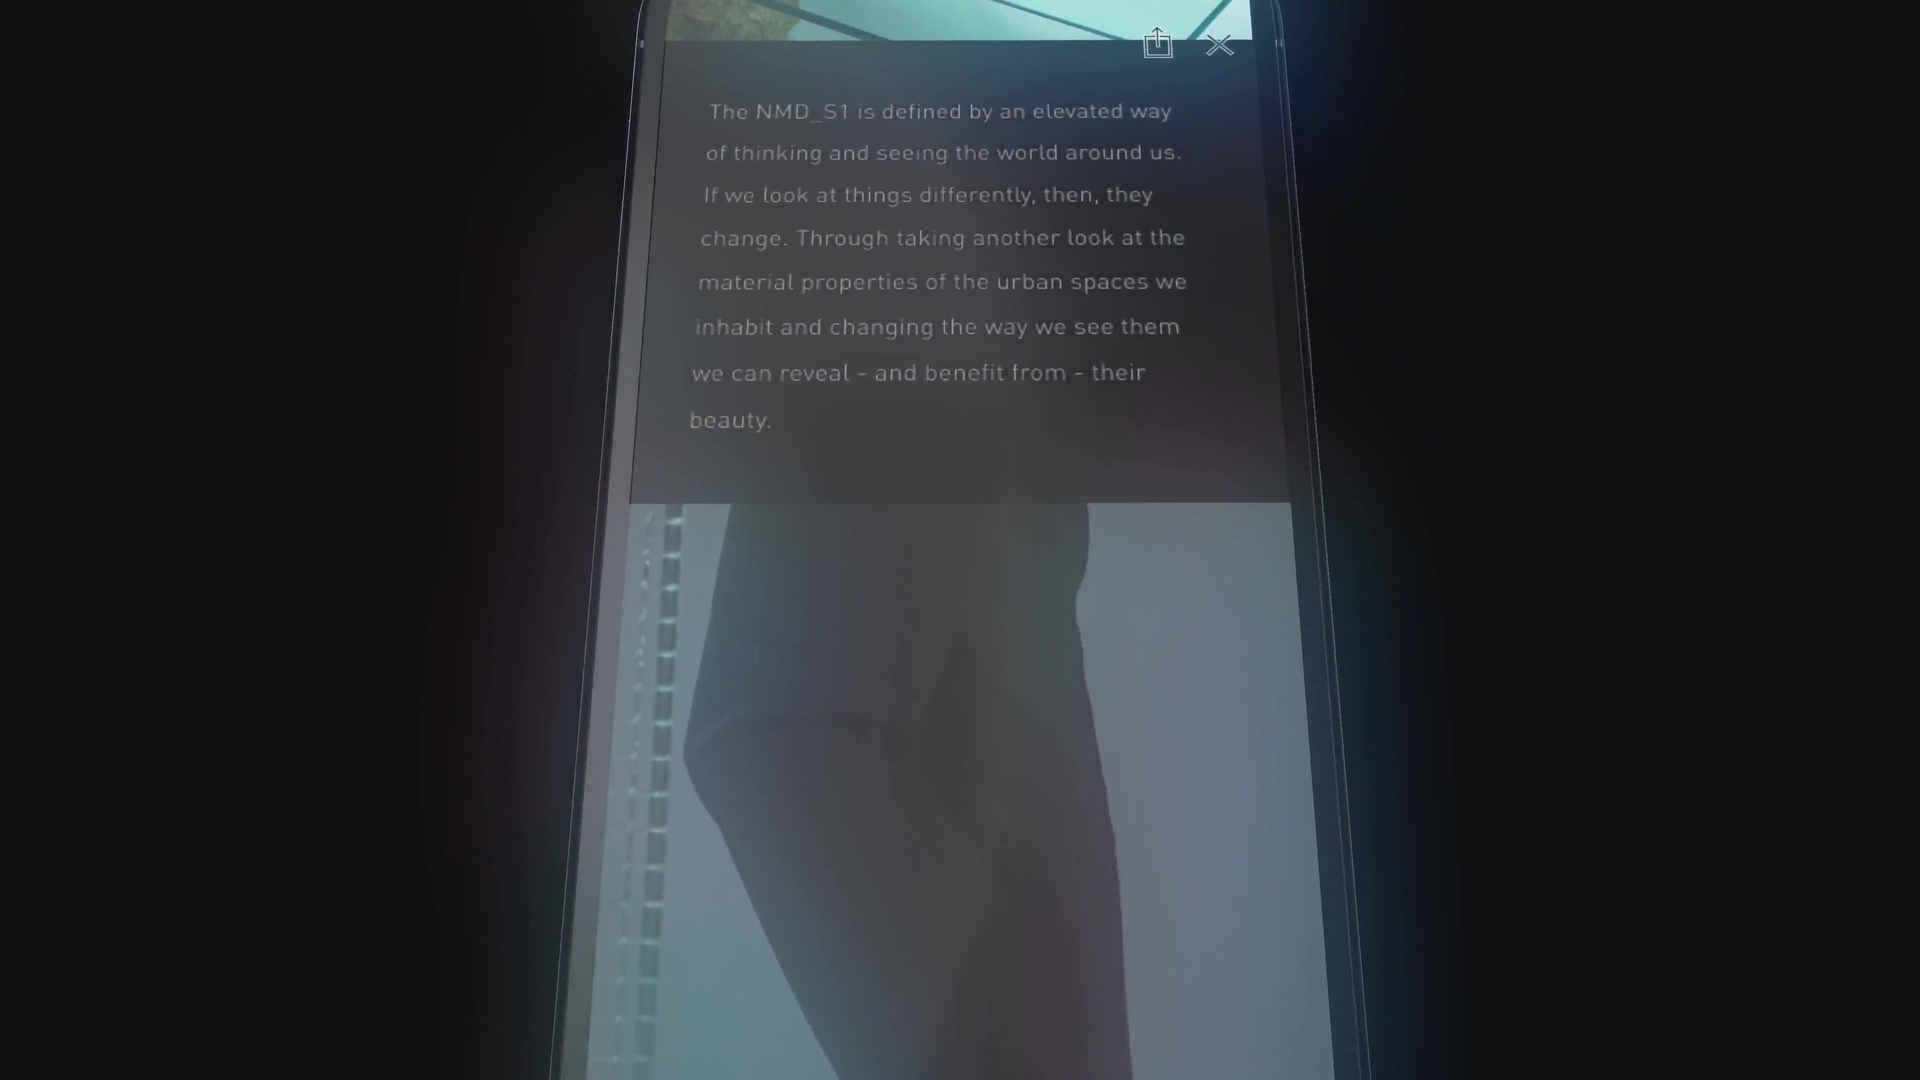 The NMD_S1 is defined by an elevated way
of thinking and seeing the world around us.
If we look at things differently, then, they
change. Through taking another look at the
material properties of the urban spaces we
inhabit and changing the way we see them
we can reveal - and benefit from - their
beauty.